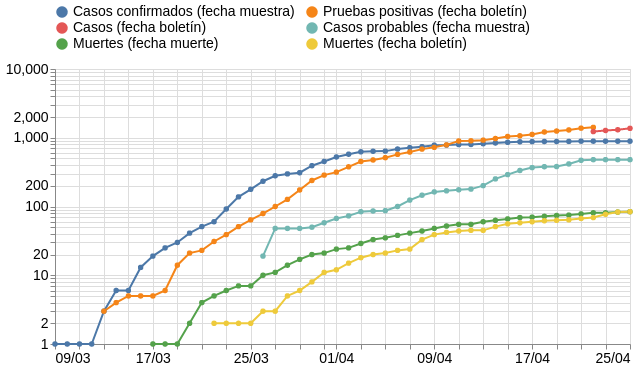 Casos confirmados (fecha muestra) Pruebas positivas (fecha boletín)
Casos (fecha boletín) Casos probables (fecha muestra)
Muertes (fecha muerte) Muertes (fecha boletín)
10,000
2,000
1,000
200
100
20
10
2
1
09/03 17/03 25/03 01/04 09/04 17/04 25/04